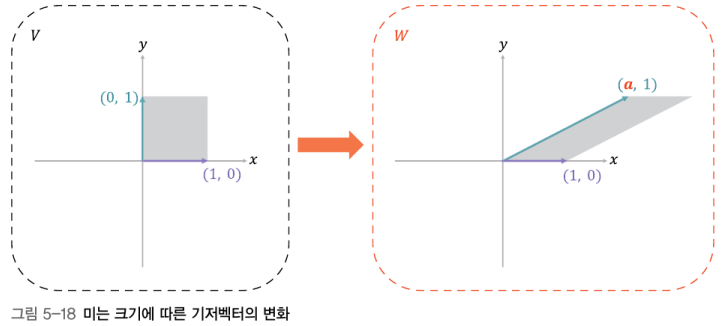 V
y
(0, 1)
x
(1, 0)
W
y
(a, 1)
x
(1, 0)
그림 5-18 미는 크기에 따른 기저벡터의 변화